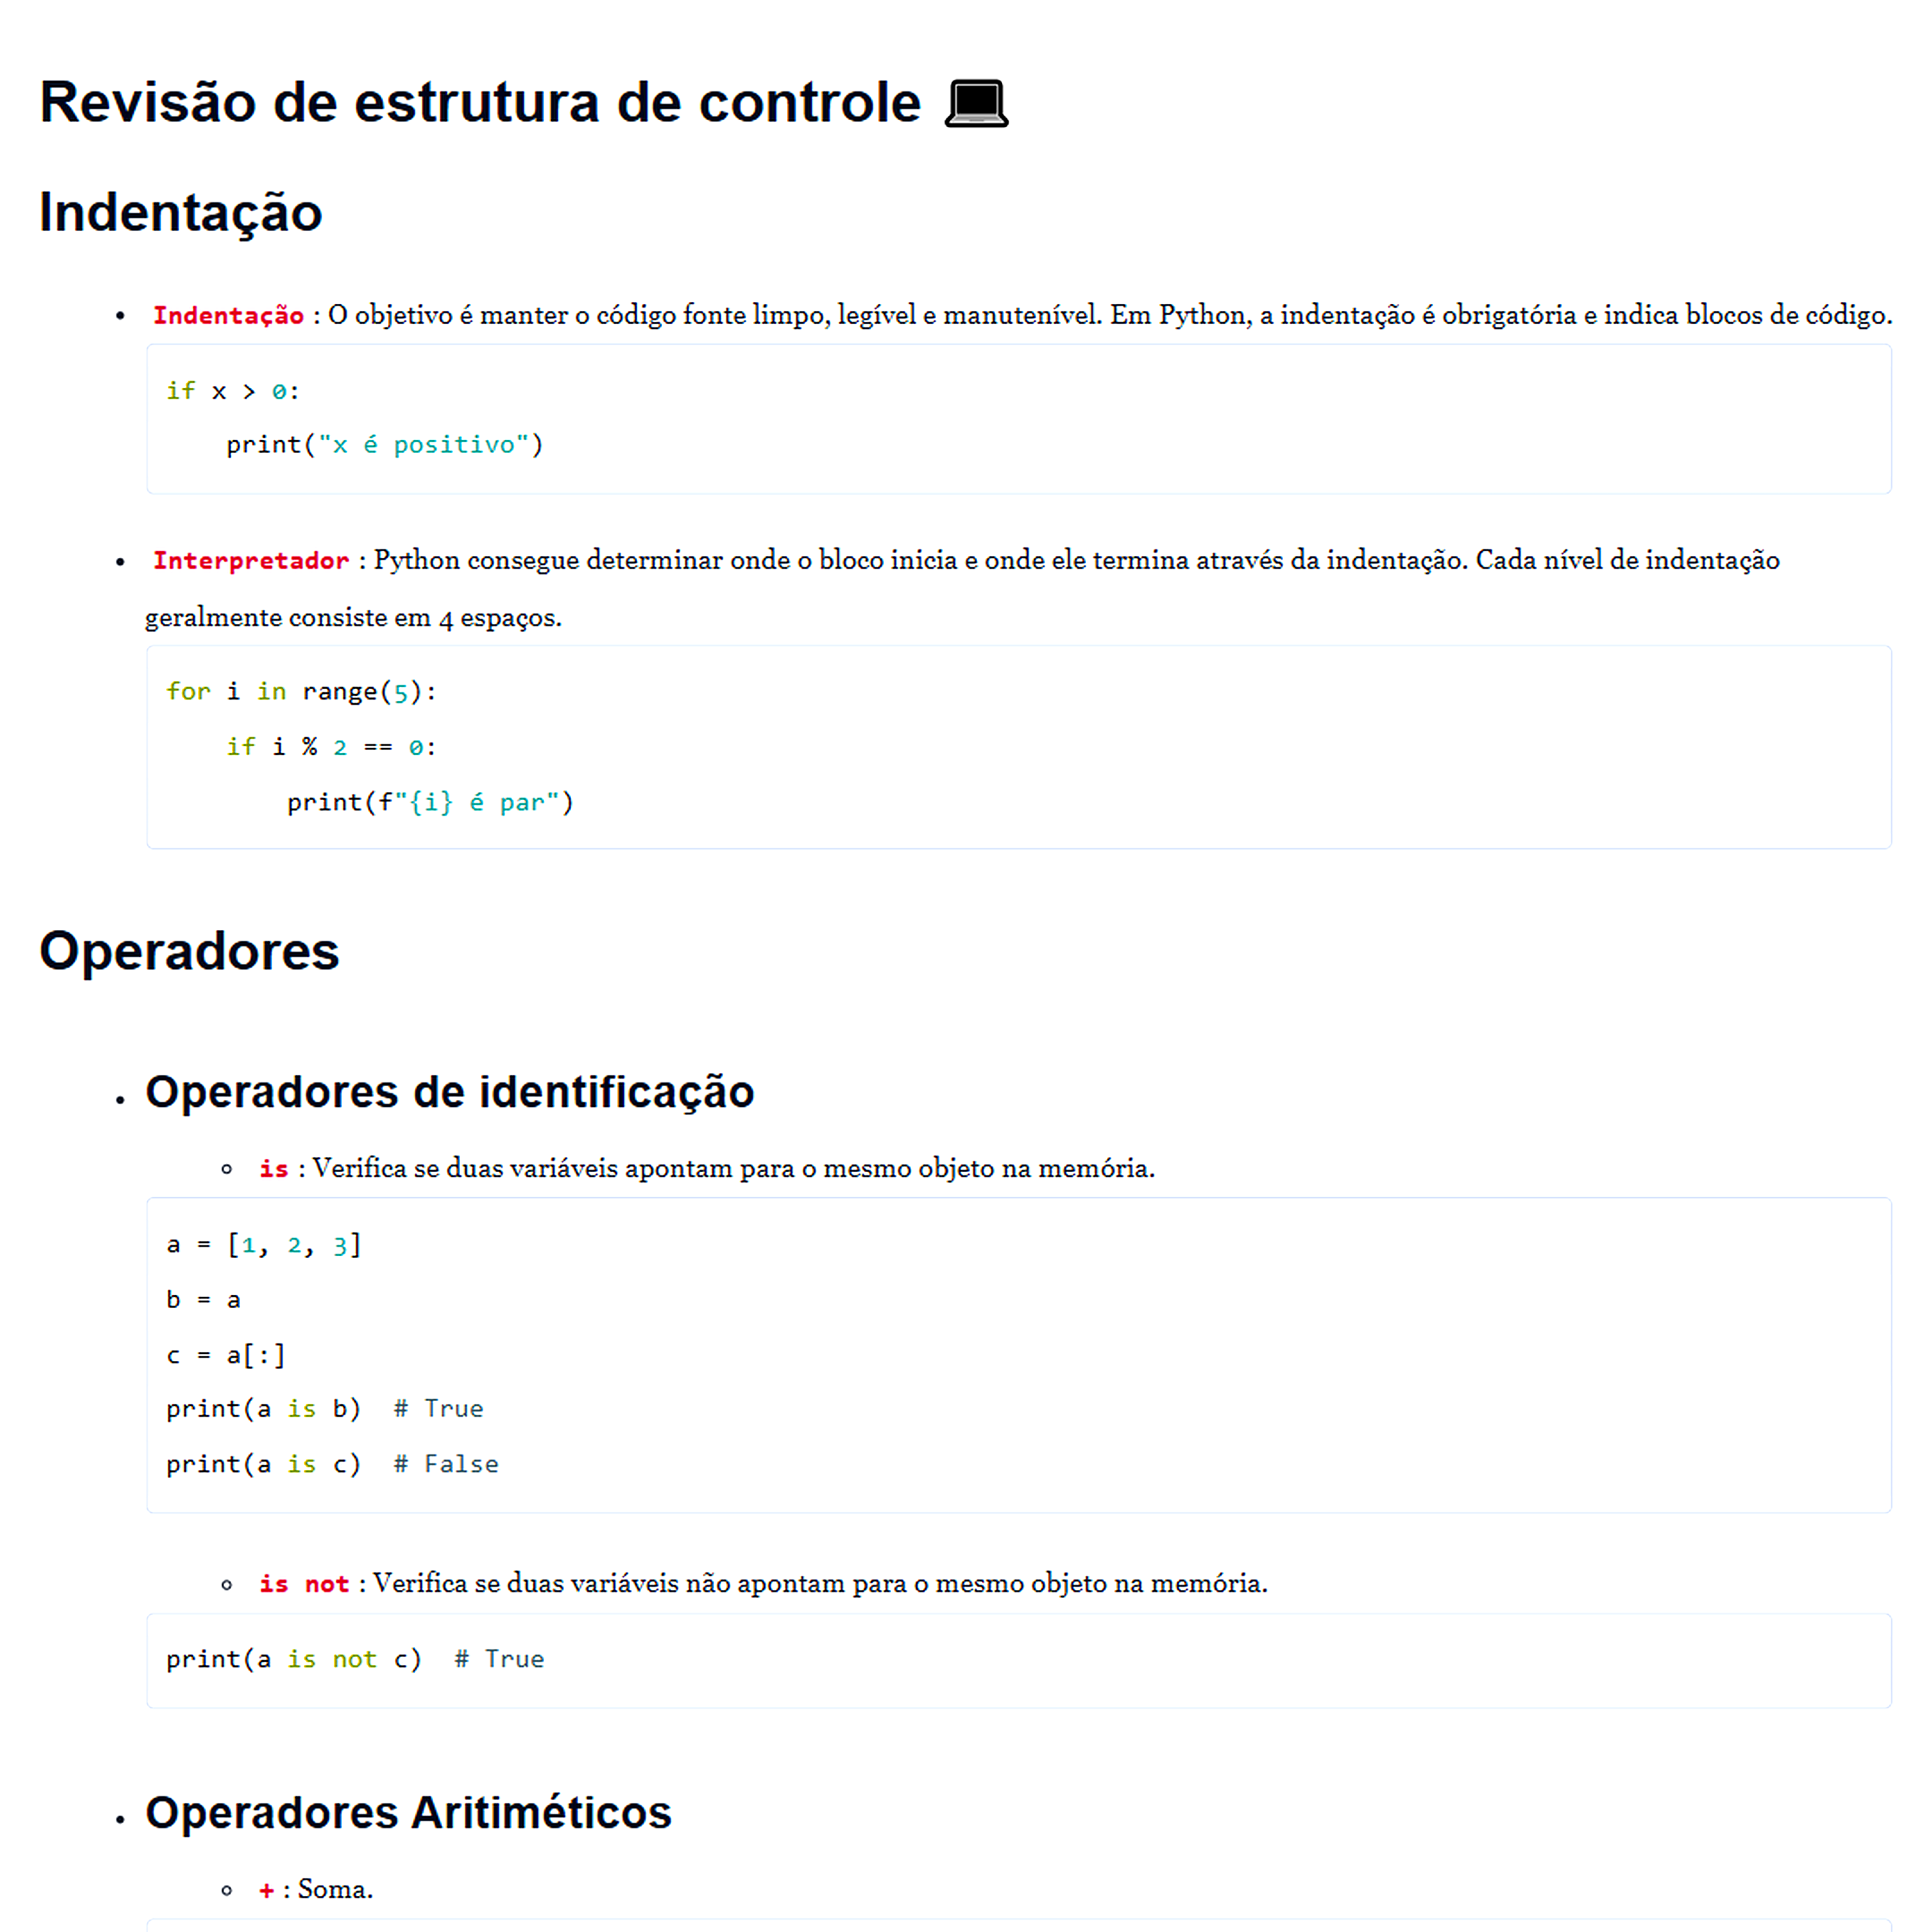 Revisão de estrutura de controle 💻
Indentação
• Indentação : O objetivo é manter o código fonte limpo, legível e manutenível. Em Python, a indentação é obrigatória e indica blocos de código.
if x > 0:
    print("x é positivo")
• Interpretador : Python consegue determinar onde o bloco inicia e onde ele termina através da indentação. Cada nível de indentação
geralmente consiste em 4 espaços.
for i in range(5):
    if i % 2 == 0:
        print(f"{i} é par")
Operadores
• Operadores de identificação
◦ is : Verifica se duas variáveis apontam para o mesmo objeto na memória.
a = [1, 2, 3]
b = a
c = a[:]
print(a is b)  # True
print(a is c)  # False
◦ is not : Verifica se duas variáveis não apontam para o mesmo objeto na memória.
print(a is not c)  # True
• Operadores Aritiméticos
◦ + : Soma.